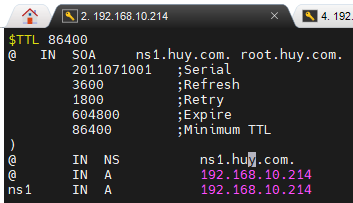 2. 192.168.10.214
4. 192.
$TTL 86400
@ IN SOA ns1.huy.com. root.huy.com.
2011071001 ;Serial
3600 ;Refresh
1800 ;Retry
604800 ;Expire
86400 ;Minimum TTL
)
@ IN NS ns1.huy.com.
@ IN A 192.168.10.214
ns1 IN A 192.168.10.214